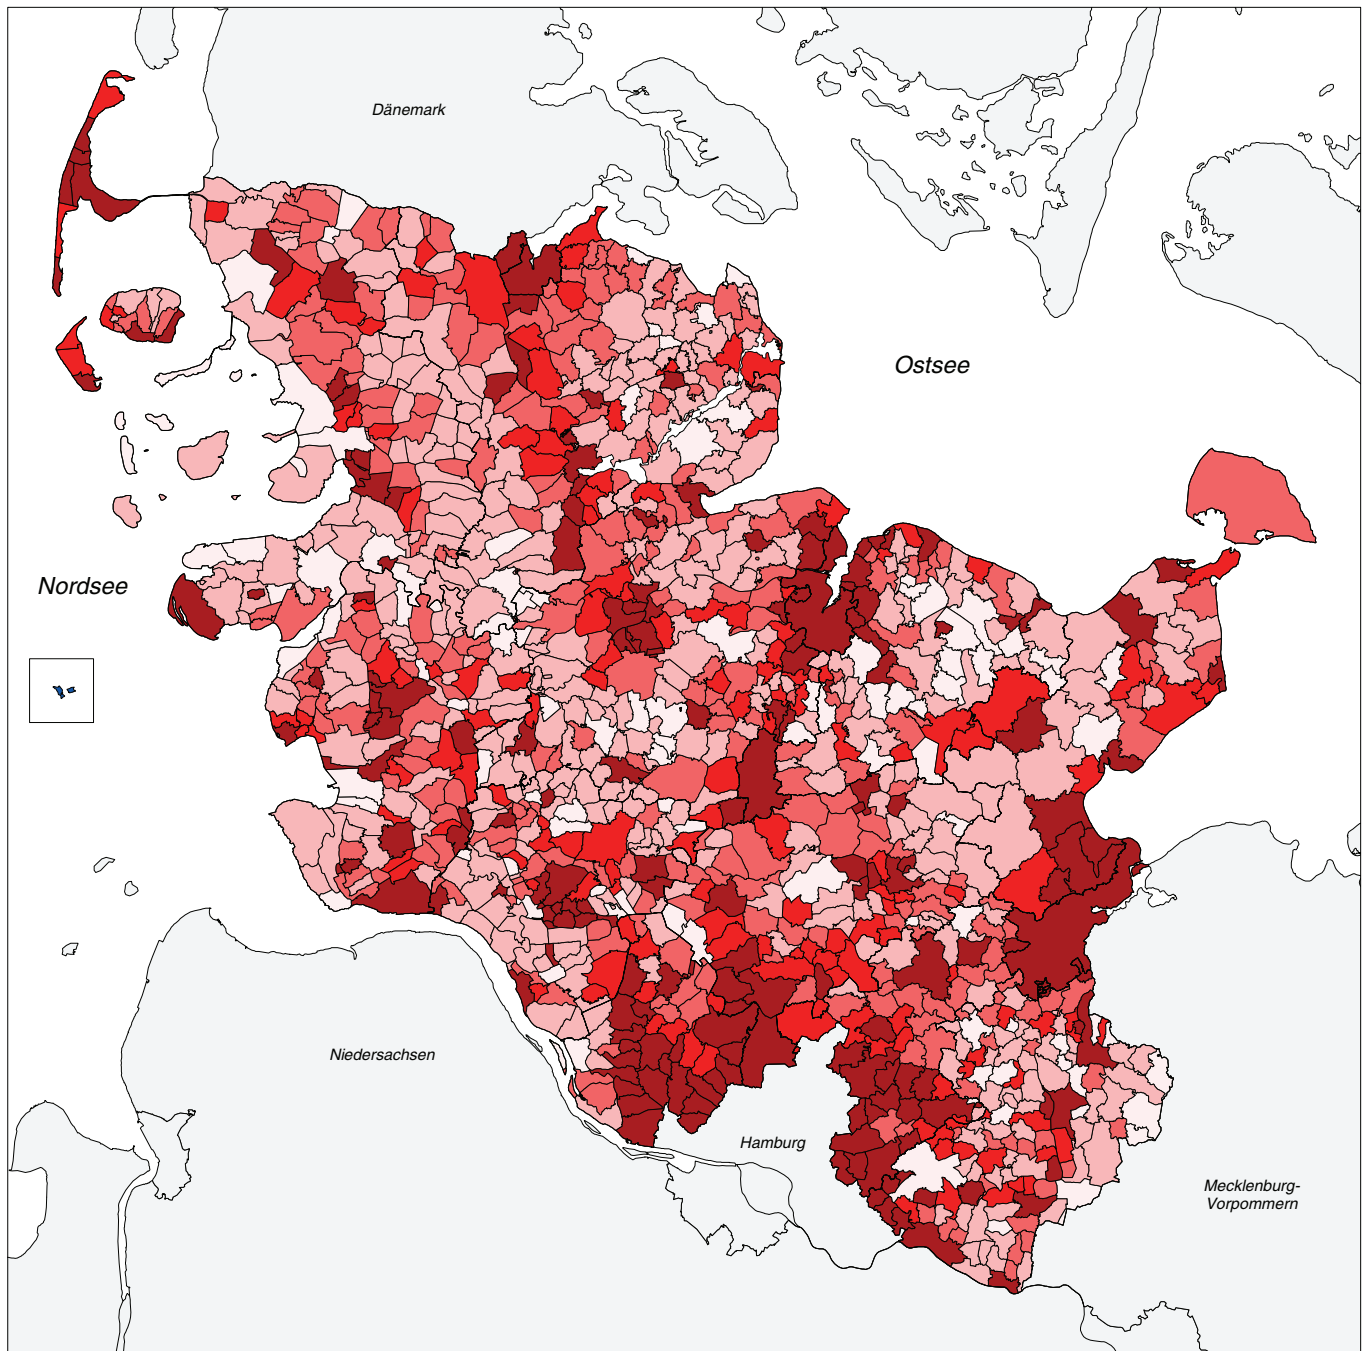 Dänemark
Ostsee
Nordsee
Niedersachsen
Hamburg
Mecklenburg-
Vorpommern